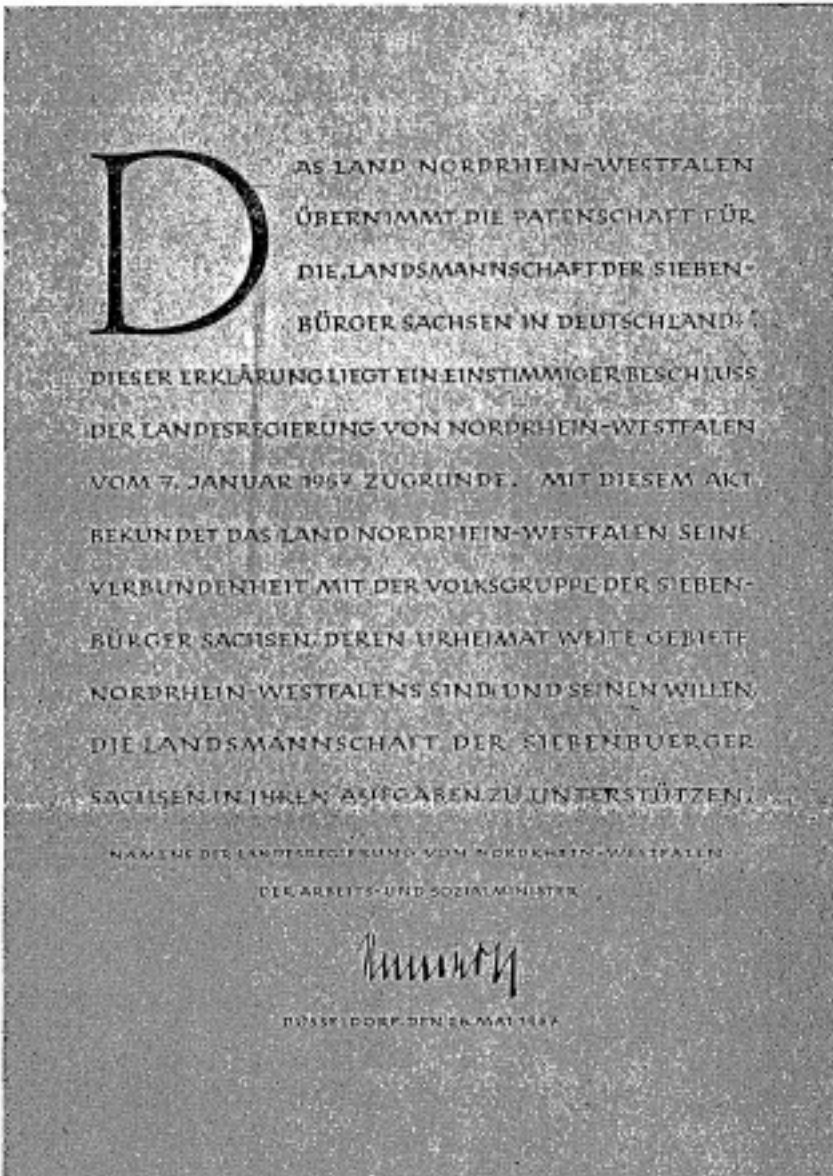 DAS LAND NORDRHEIN-WESTFALEN
ÜBERNIMMT DIE PATENSCHAFT FÜR
DIE LANDSMANNSCHAFT DER SIEBEN-
BÜRGER SACHSEN IN DEUTSCHLAND.
DIESER ERKLÄRUNG LIEGT EIN EINSTIMMIGER BESCHLUSS
DER LANDESREGIERUNG VON NORDRHEIN-WESTFALEN
VOM 7. JANUAR 1957 ZUGRUNDE. MIT DIESEM AKT
BEKUNDET DAS LAND NORDRHEIN-WESTFALEN SEINE
VERBUNDENHEIT MIT DER VOLKSGRUPPE DER SIEBEN-
BÜRGER SACHSEN, DEREN URHEIMAT WEITE GEBIETE
NORDRHEIN-WESTFALENS SIND, UND SEINEN WILLEN,
DIE LANDSMANNSCHAFT DER SIEBENBUERGER
SACHSEN IN IHREN AUFGABEN ZU UNTERSTÜTZEN.
NAMENS DER LANDESREGIERUNG VON NORDRHEIN-WESTFALEN
DER ARBEITS- UND SOZIALMINISTER
DÜSSELDORF, DEN 26. MAI 1957